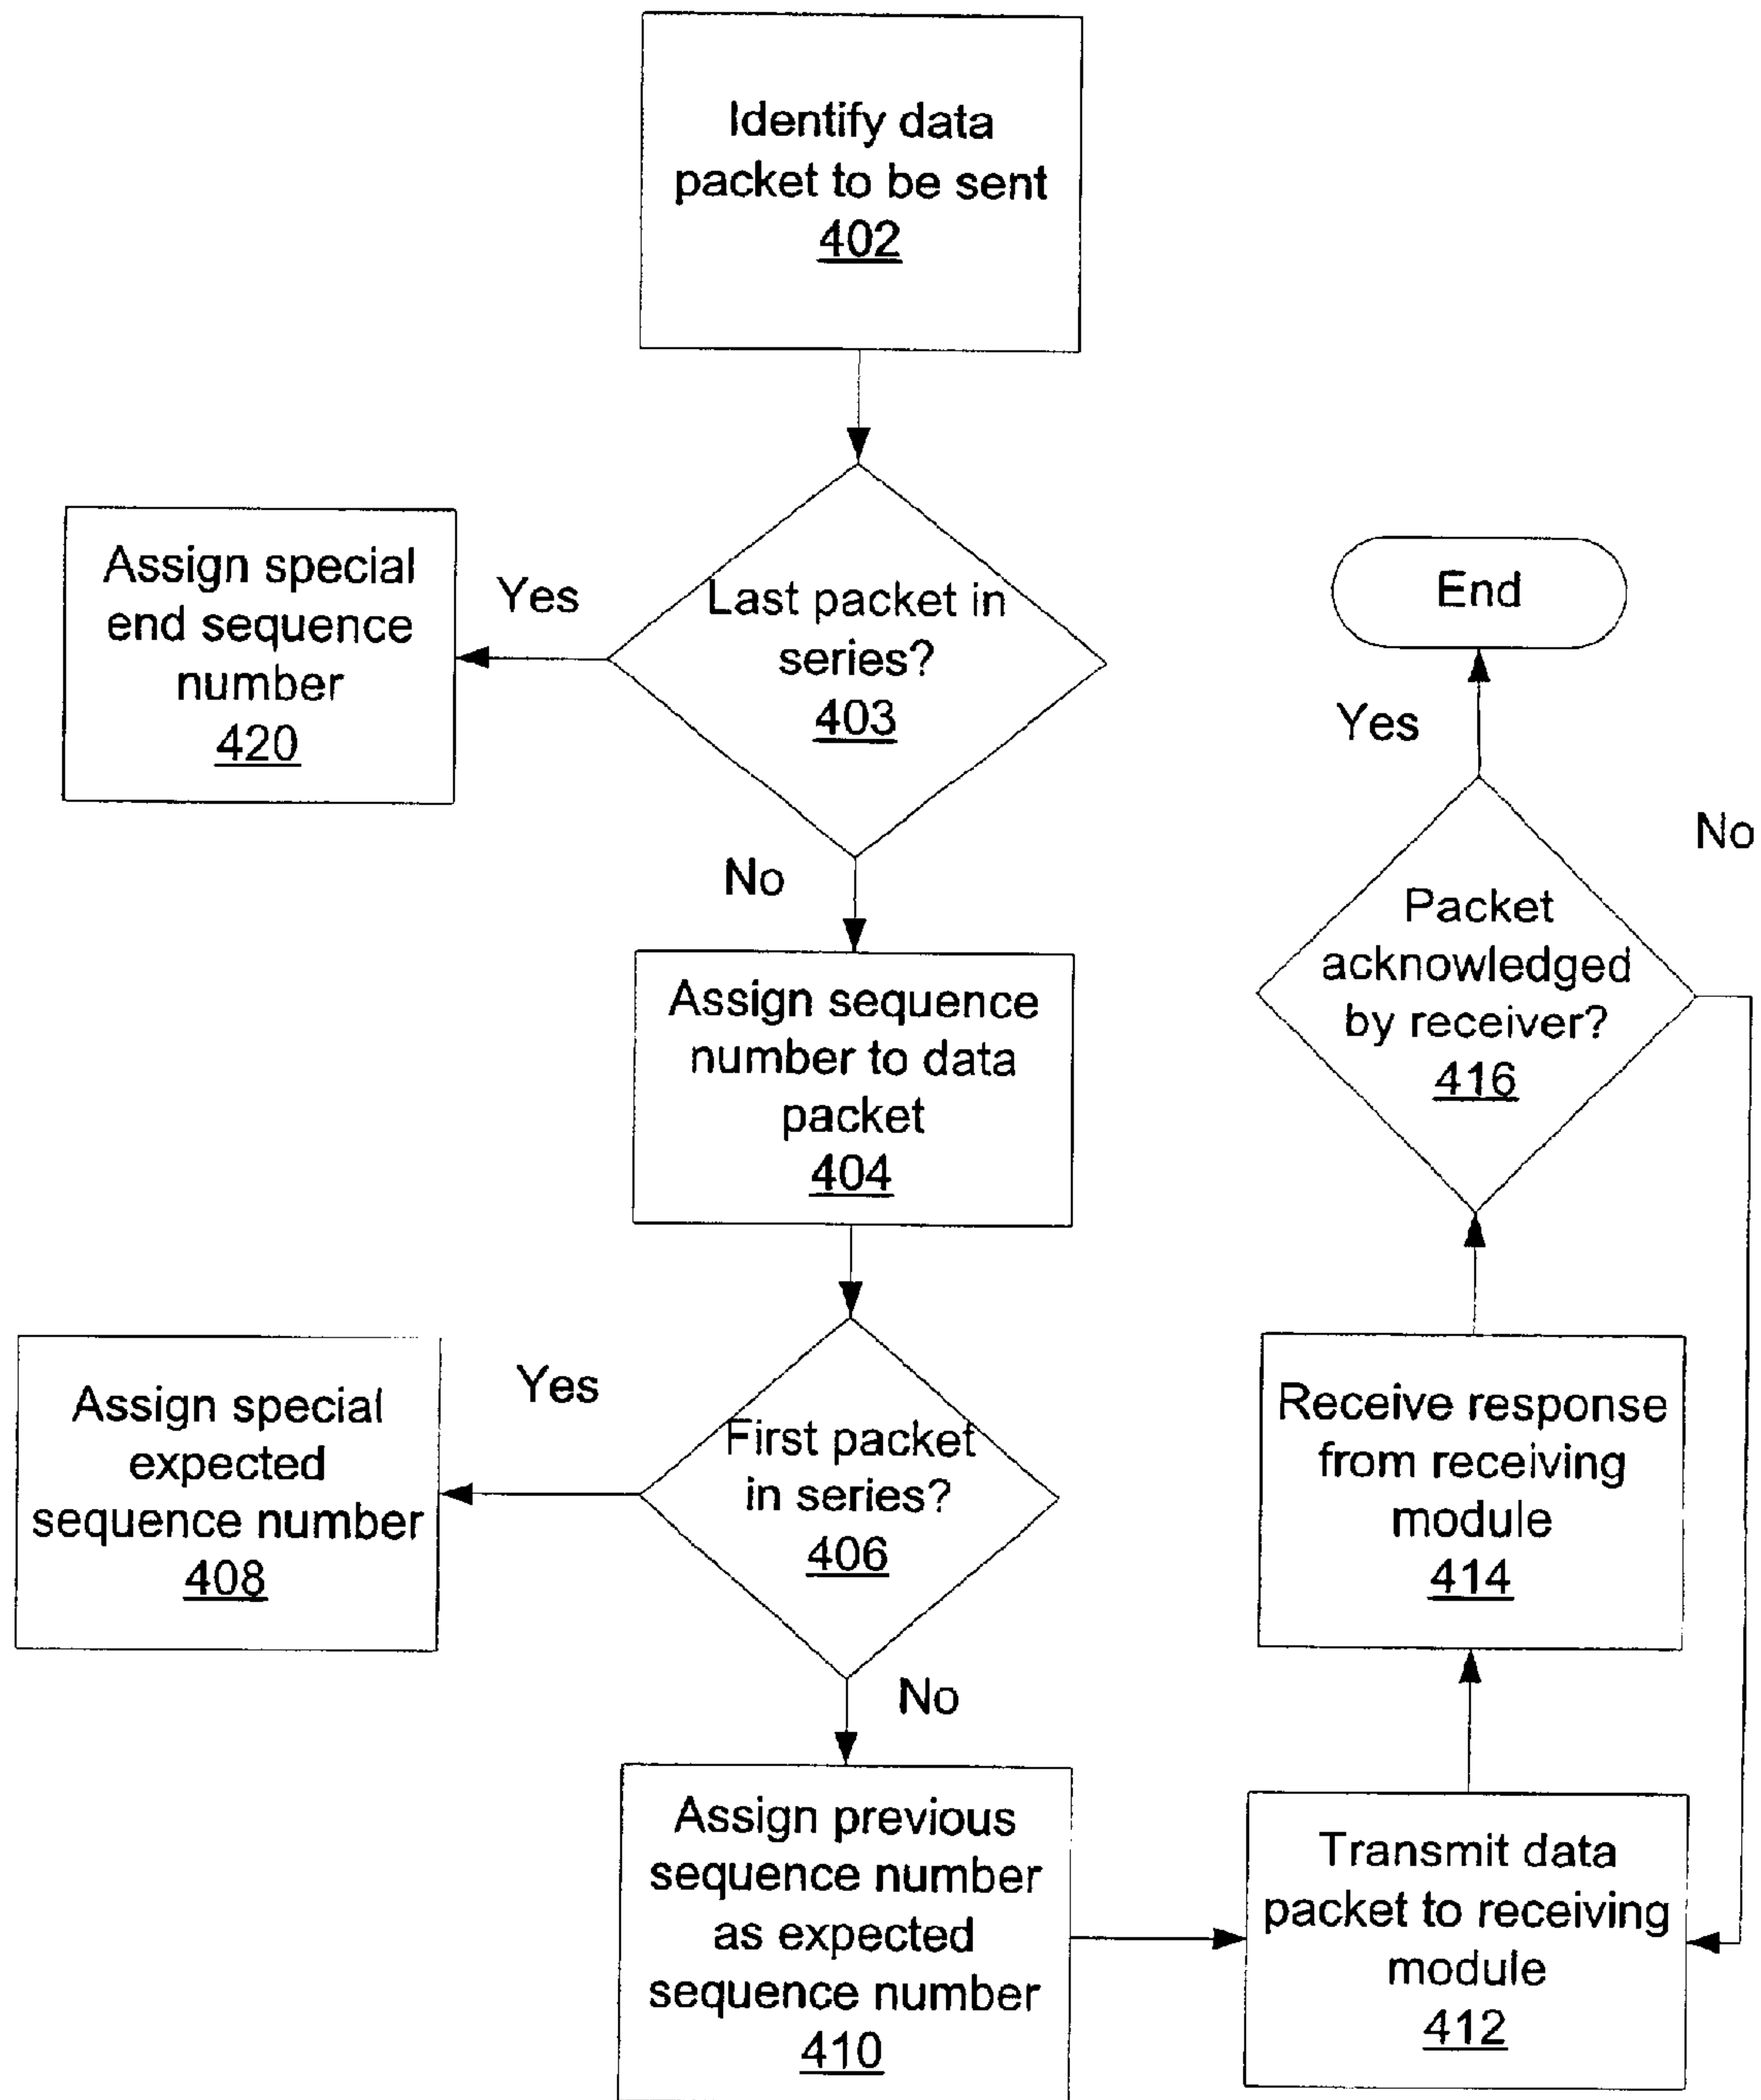 Identify data
packet to be sent
402
Assign special
end sequence
number
420
Yes
Last packet in
series?
403
No
Assign sequence
number to data
packet
404
Assign special
expected
sequence number
408
Yes
First packet
in series?
406
No
Assign previous
sequence number
as expected
sequence number
410
Transmit data
packet to receiving
module
412
Receive response
from receiving
module
414
Packet
acknowledged
by receiver?
416
No
Yes
End